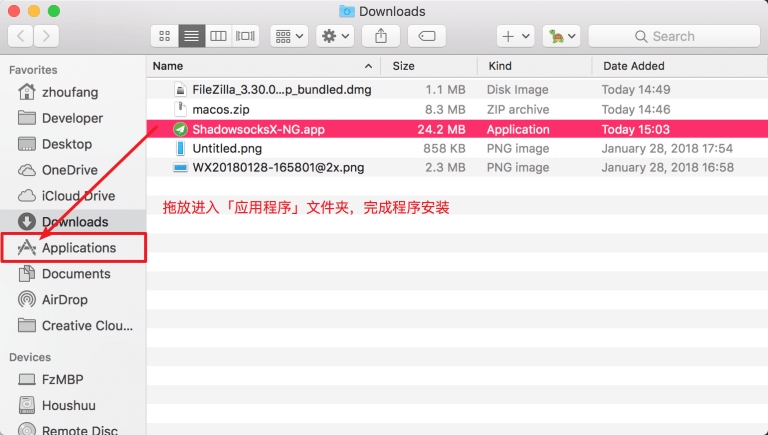 Downloads
Search
Favorites
zhoufang
Developer
Desktop
OneDrive
iCloud Drive
Downloads
Applications
Documents
AirDrop
Creative Clou...
Devices
FzMBP
Houshuu
Remote Disc
Name Size Kind Date Added
FileZilla_3.30.0...p_bundled.dmg 1.1 MB Disk Image Today 14:49
macos.zip 8.3 MB ZIP archive Today 14:46
ShadowsocksX-NG.app 24.2 MB Application Today 15:03
Untitled.png 858 KB PNG image January 28, 2018 17:54
WX20180128-165801@2x.png 2.3 MB PNG image January 28, 2018 16:58
拖放进入「应用程序」文件夹，完成程序安装